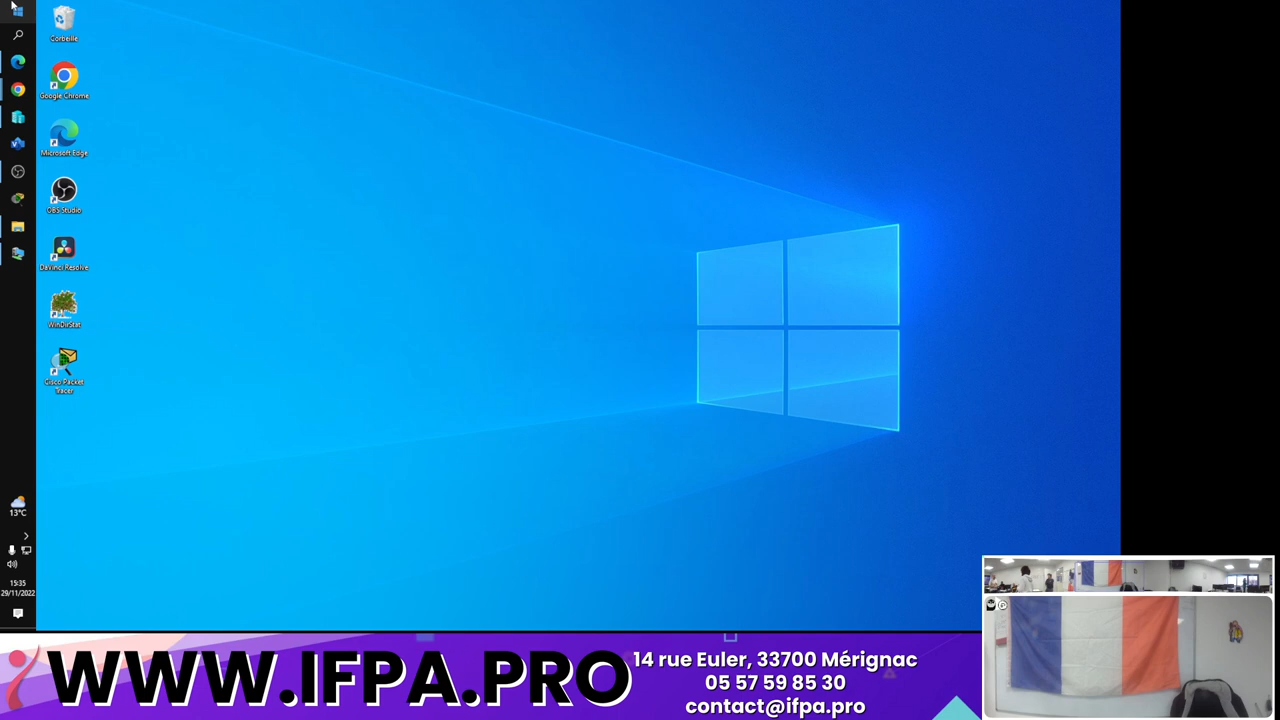 Corbeille
Google Chrome
Microsoft Edge
OBS Studio
DaVinci Resolve
WinDirStat
Cisco Packet
Tracer
13°C
15:35
29/11/2022
WWW.IFPA.PRO
14 rue Euler, 33700 Mérignac
05 57 59 85 30
contact@ifpa.pro